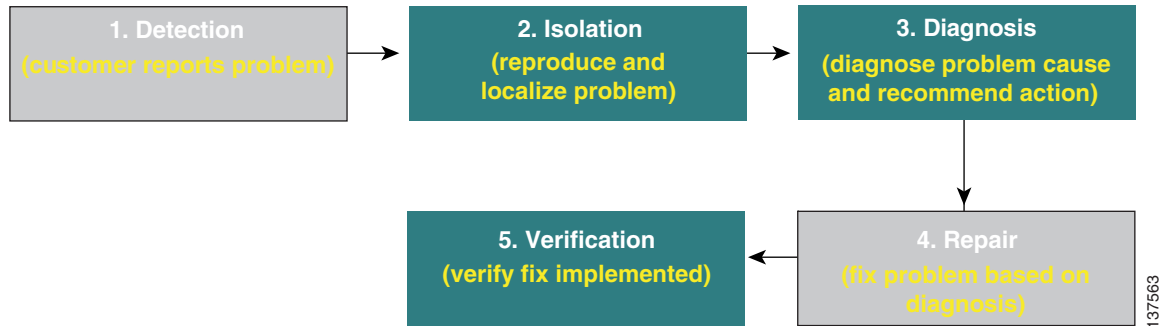 1. Detection
(customer reports problem)
2. Isolation
(reproduce and
localize problem)
3. Diagnosis
(diagnose problem cause
and recommend action)
4. Repair
(fix problem based on
diagnosis)
5. Verification
(verify fix implemented)
137563